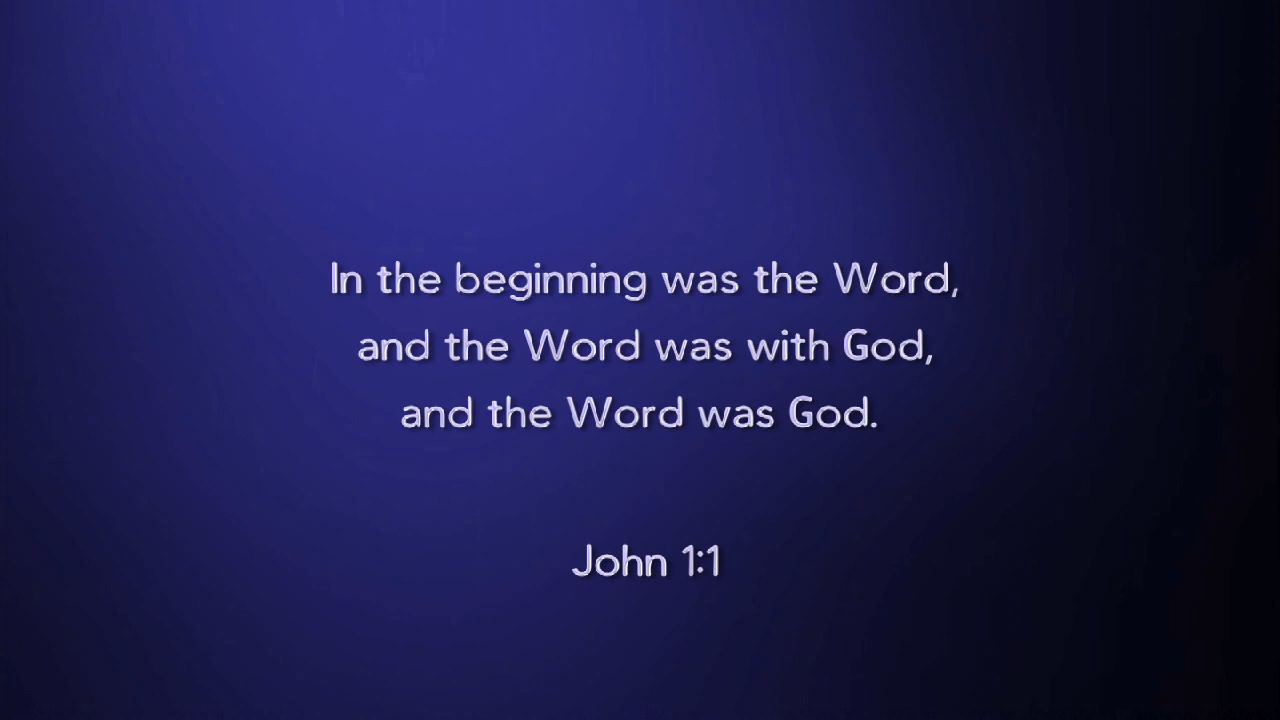 In the beginning was the Word,
and the Word was with God,
and the Word was God.
John 1:1